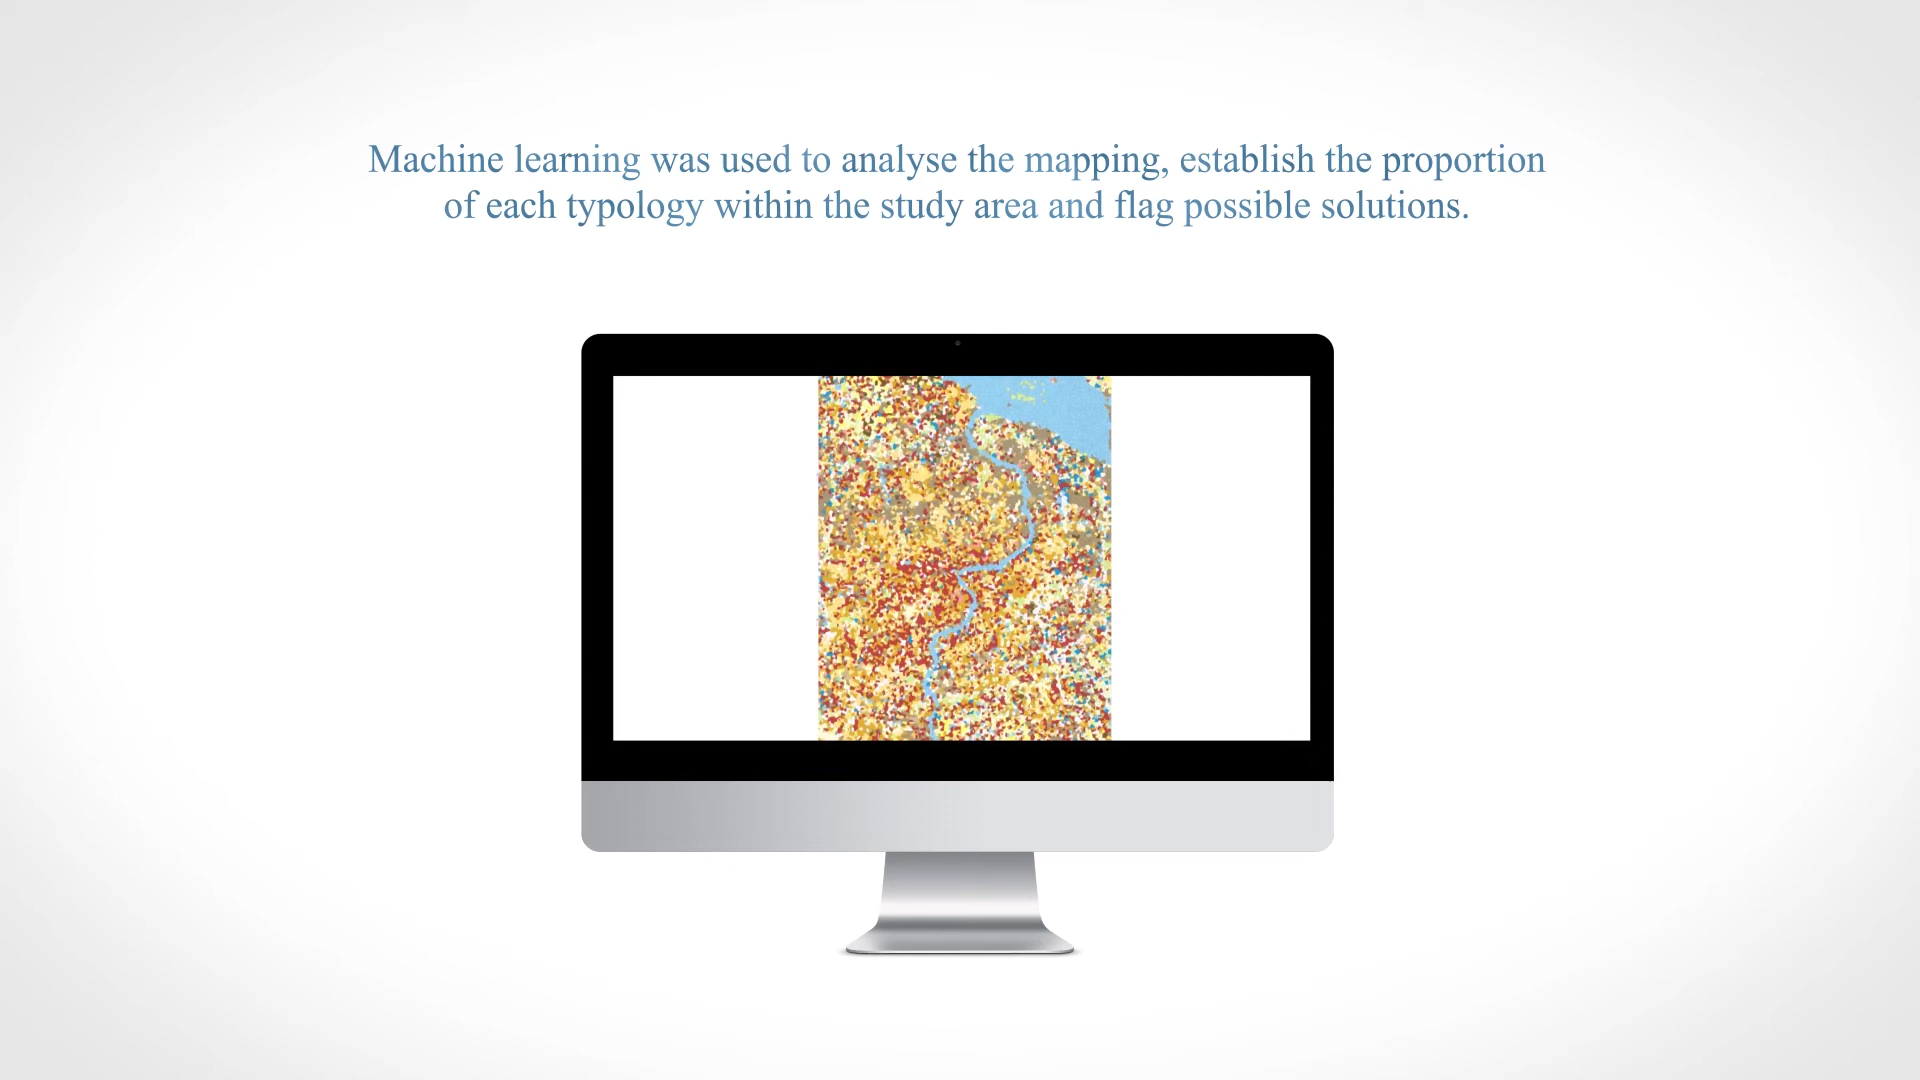 Machine learning was used to analyse the mapping, establish the proportion
of each typology within the study area and flag possible solutions.